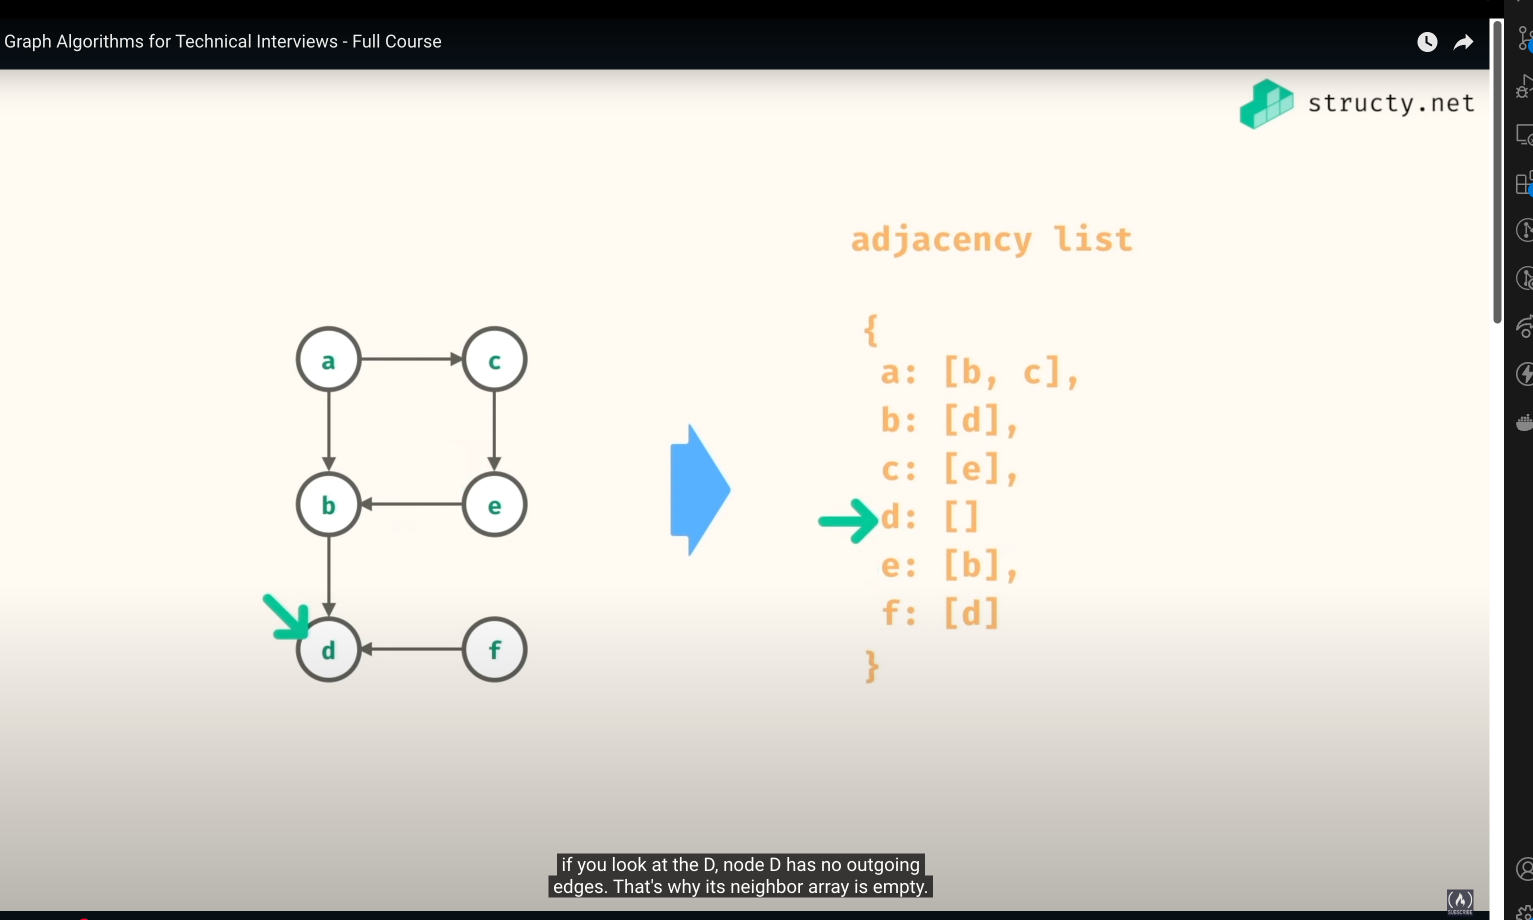 Graph Algorithms for Technical Interviews - Full Course
structy.net
adjacency list
{
a: [b, c],
b: [d],
c: [e],
d: []
e: [b],
f: [d]
}
a
c
b
e
d
f
if you look at the D, node D has no outgoing
edges. That's why its neighbor array is empty.
SUBSCRIBE